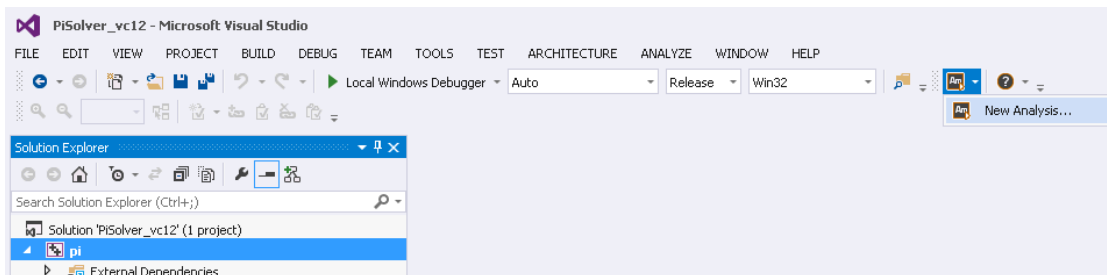 PiSolver_vc12 - Microsoft Visual Studio
FILE EDIT VIEW PROJECT BUILD DEBUG TEAM TOOLS TEST ARCHITECTURE ANALYZE WINDOW HELP
Local Windows Debugger Auto Release Win32 Am ?
Am New Analysis...
Solution Explorer
Search Solution Explorer (Ctrl+;)
Solution 'PiSolver_vc12' (1 project)
pi
External Dependencies